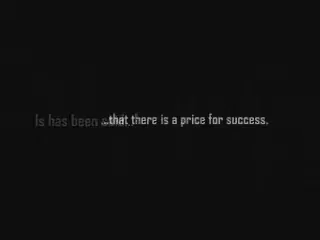 Is has been ...that there is a price for success.